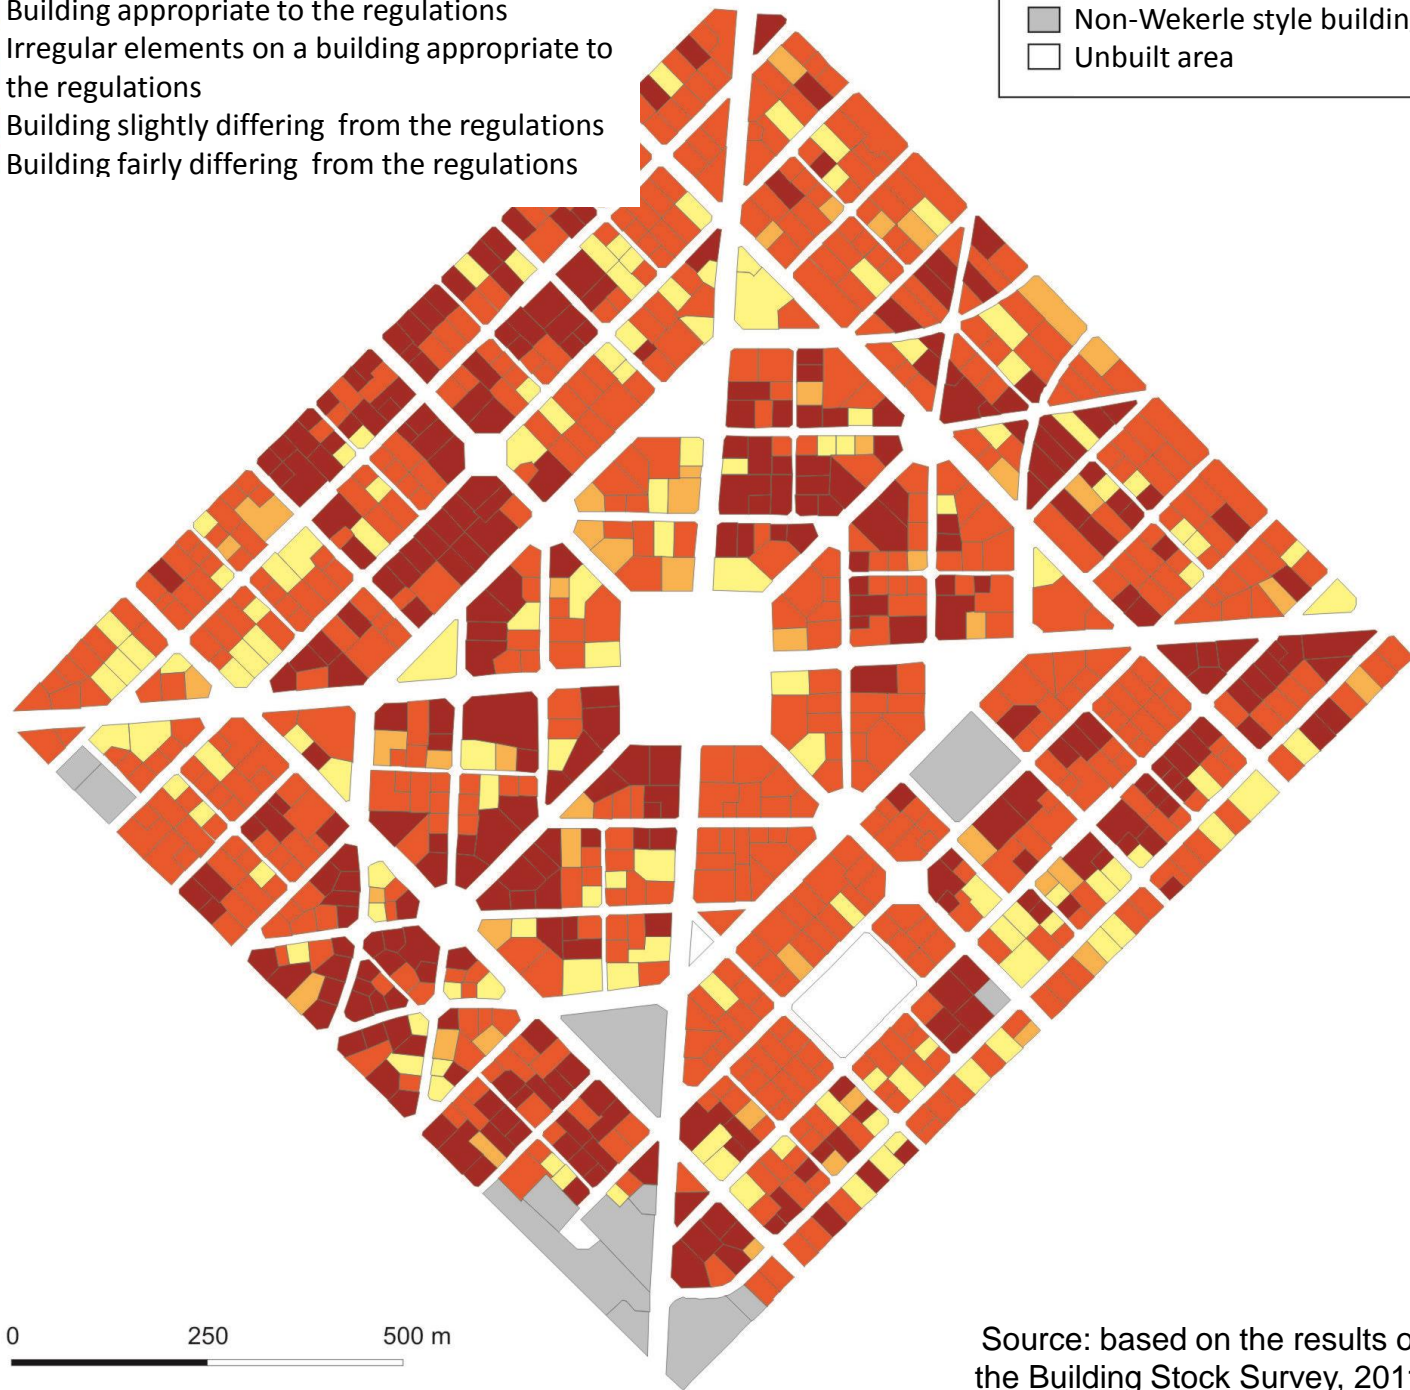 Building appropriate to the regulations
Irregular elements on a building appropriate to
the regulations
Building slightly differing from the regulations
Building fairly differing from the regulations
Non-Wekerle style buildin
Unbuilt area
0 250 500 m
Source: based on the results o
the Building Stock Survey, 201